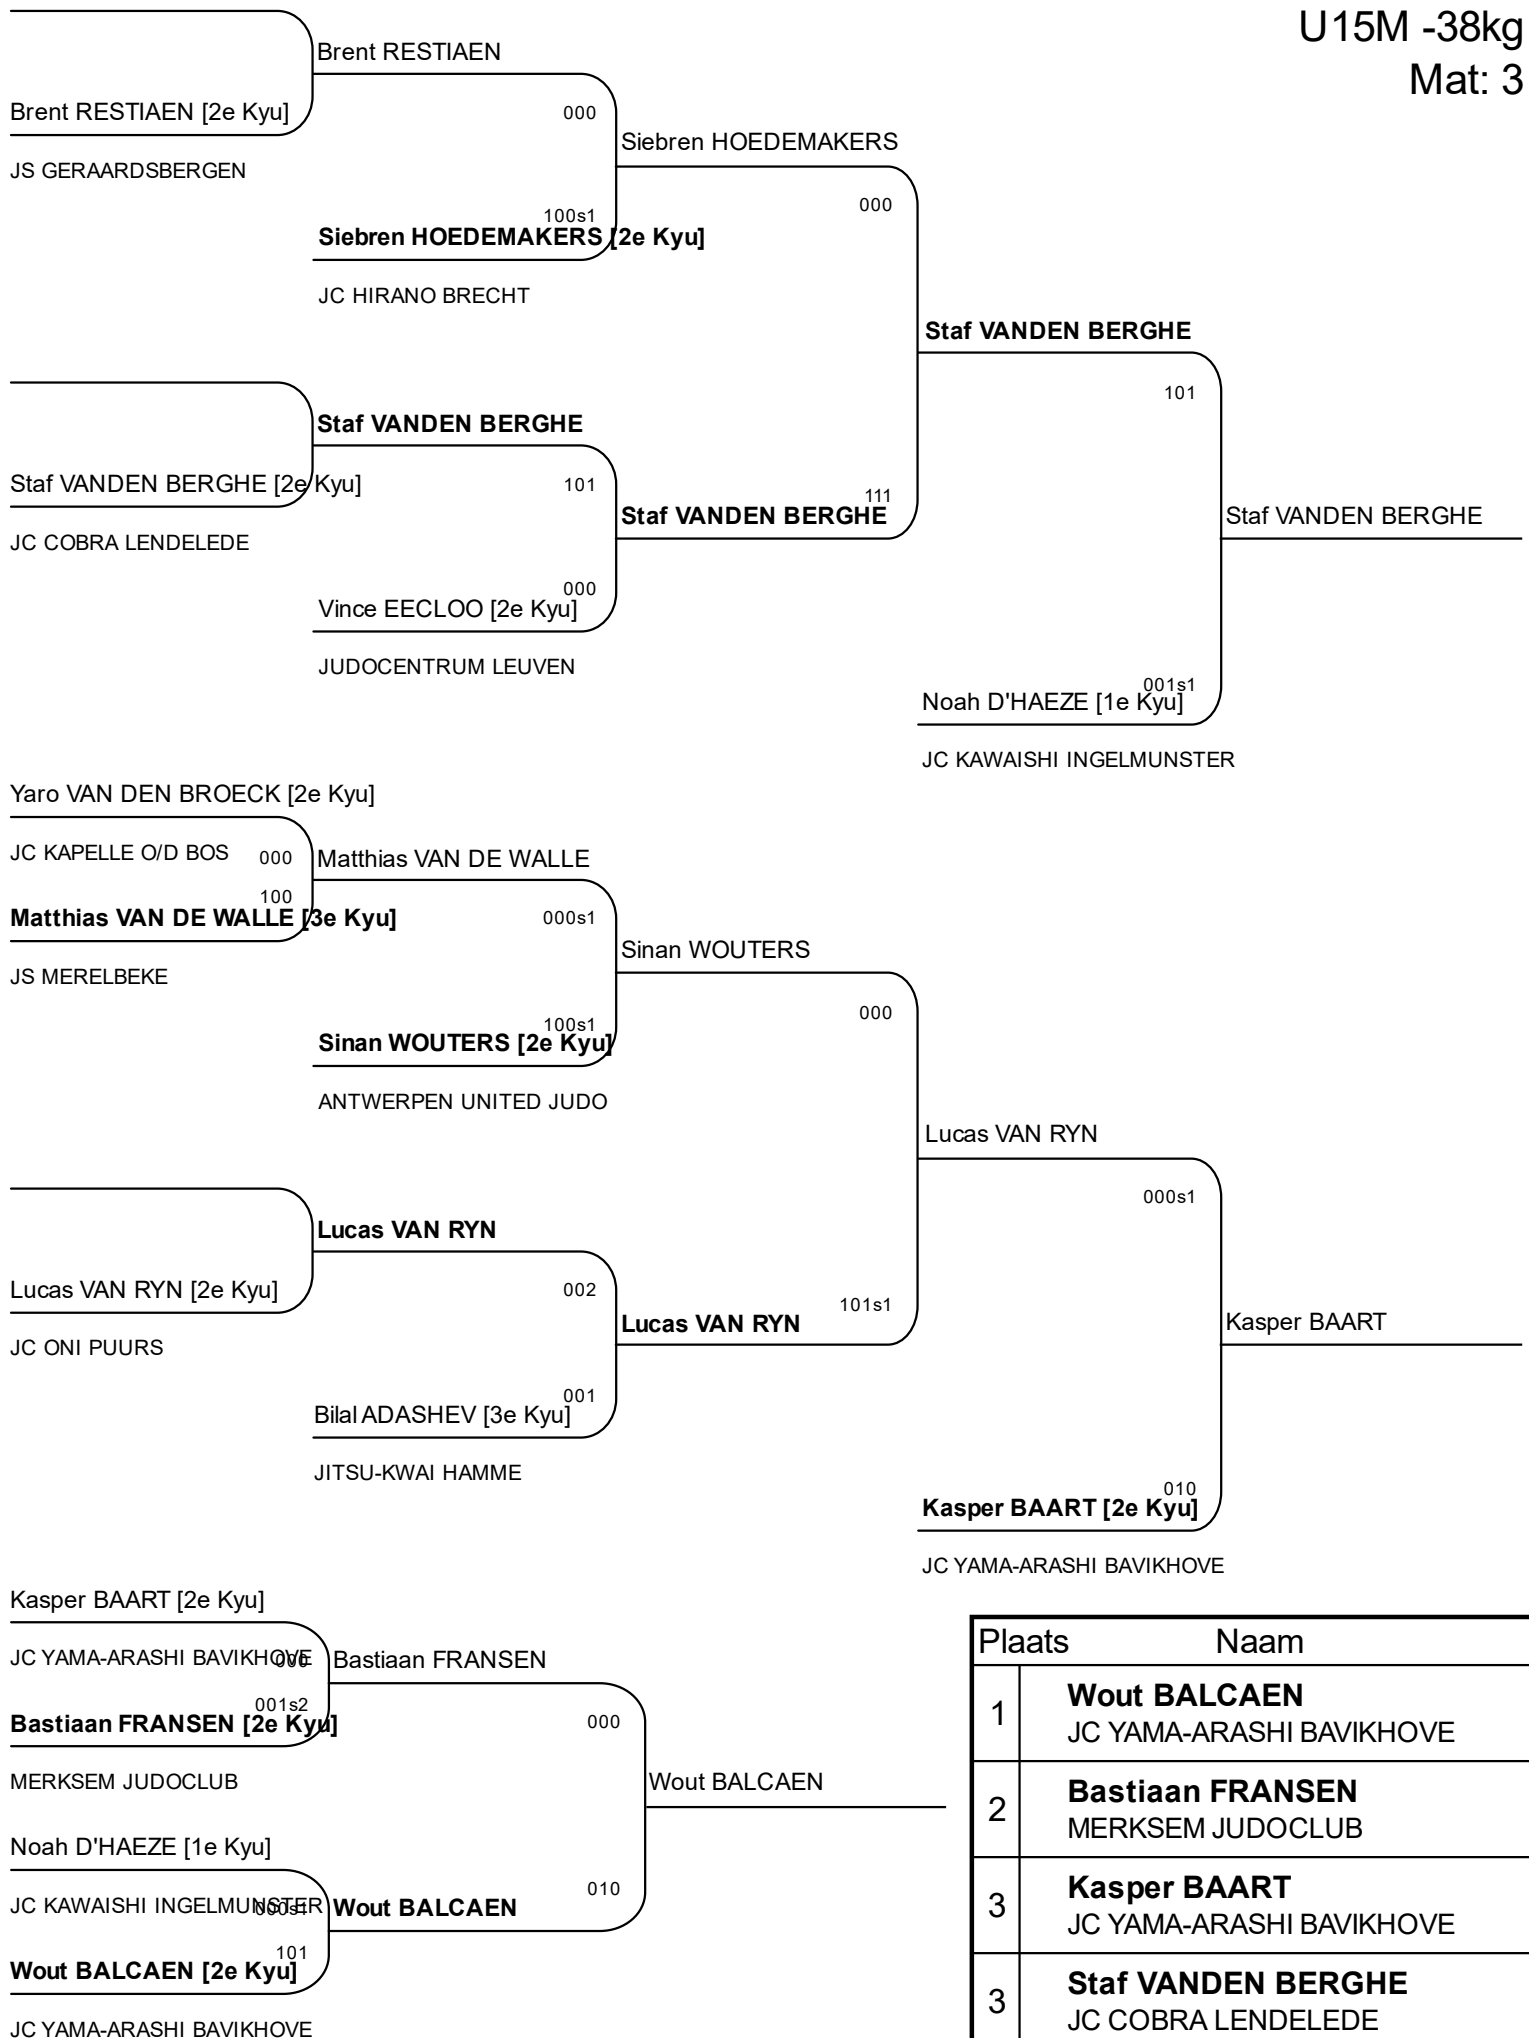 U15M -38kg
Mat: 3
Brent RESTIAEN
Brent RESTIAEN [2e Kyu]
000
JS GERAARDSBERGEN
Siebren HOEDEMAKERS
100s1
000
Siebren HOEDEMAKERS [2e Kyu]
JC HIRANO BRECHT
Staf VANDEN BERGHE
101
Staf VANDEN BERGHE
Staf VANDEN BERGHE [2e Kyu]
101
JC COBRA LENDELEDE
111
Staf VANDEN BERGHE
Staf VANDEN BERGHE
000
Vince EECLOO [2e Kyu]
JUDOCENTRUM LEUVEN
001s1
Noah D'HAEZE [1e Kyu]
JC KAWAISHI INGELMUNSTER
Yaro VAN DEN BROECK [2e Kyu]
JC KAPELLE O/D BOS
000
Matthias VAN DE WALLE
100
Matthias VAN DE WALLE [3e Kyu]
000s1
JS MERELBEKE
Sinan WOUTERS
000
100s1
Sinan WOUTERS [2e Kyu]
ANTWERPEN UNITED JUDO
Lucas VAN RYN
000s1
Lucas VAN RYN
Lucas VAN RYN [2e Kyu]
002
JC ONI PUURS
101s1
Lucas VAN RYN
Kasper BAART
001
Bilal ADASHEV [3e Kyu]
JITSU-KWAI HAMME
010
Kasper BAART [2e Kyu]
JC YAMA-ARASHI BAVIKHOVE
Kasper BAART [2e Kyu]
JC YAMA-ARASHI BAVIKHOVE
000
Bastiaan FRANSEN
001s2
Bastiaan FRANSEN [2e Kyu]
000
MERKSEM JUDOCLUB
Wout BALCAEN
Noah D'HAEZE [1e Kyu]
JC KAWAISHI INGELMUNSTER
000s1
Wout BALCAEN
010
101
Wout BALCAEN [2e Kyu]
JC YAMA-ARASHI BAVIKHOVE
Plaats Naam
1 Wout BALCAEN
JC YAMA-ARASHI BAVIKHOVE
2 Bastiaan FRANSEN
MERKSEM JUDOCLUB
3 Kasper BAART
JC YAMA-ARASHI BAVIKHOVE
3 Staf VANDEN BERGHE
JC COBRA LENDELEDE